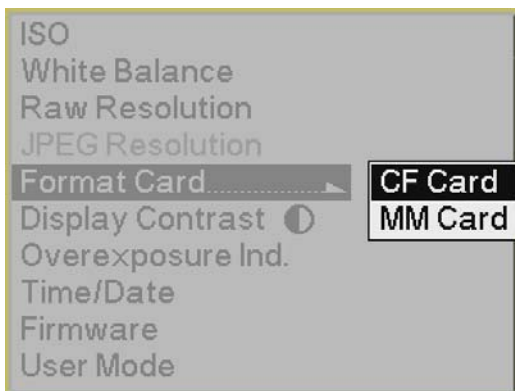 ISO
White Balance
Raw Resolution
JPEG Resolution
Format Card................
CF Card
Display Contrast
MM Card
Overexposure Ind.
Time/Date
Firmware
User Mode